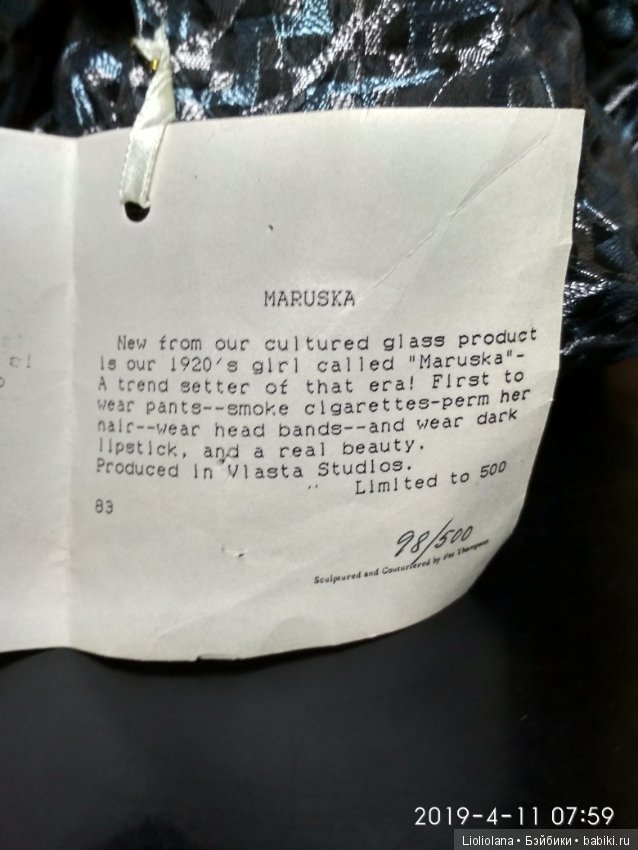 MARUSKA
New from our cultured glass product
is our 1920's girl called "Maruska"-
A trend setter of that era! First to
wear pants--smoke cigarettes-perm her
hair--wear head bands--and wear dark
lipstick, and a real beauty.
Produced in Vlasta Studios.
Limited to 500
83
98/500
Sculptured and Couturiered by Pat Thompson
2019-4-11 07:59
Lioliolana • Бэйбики • babiki.ru